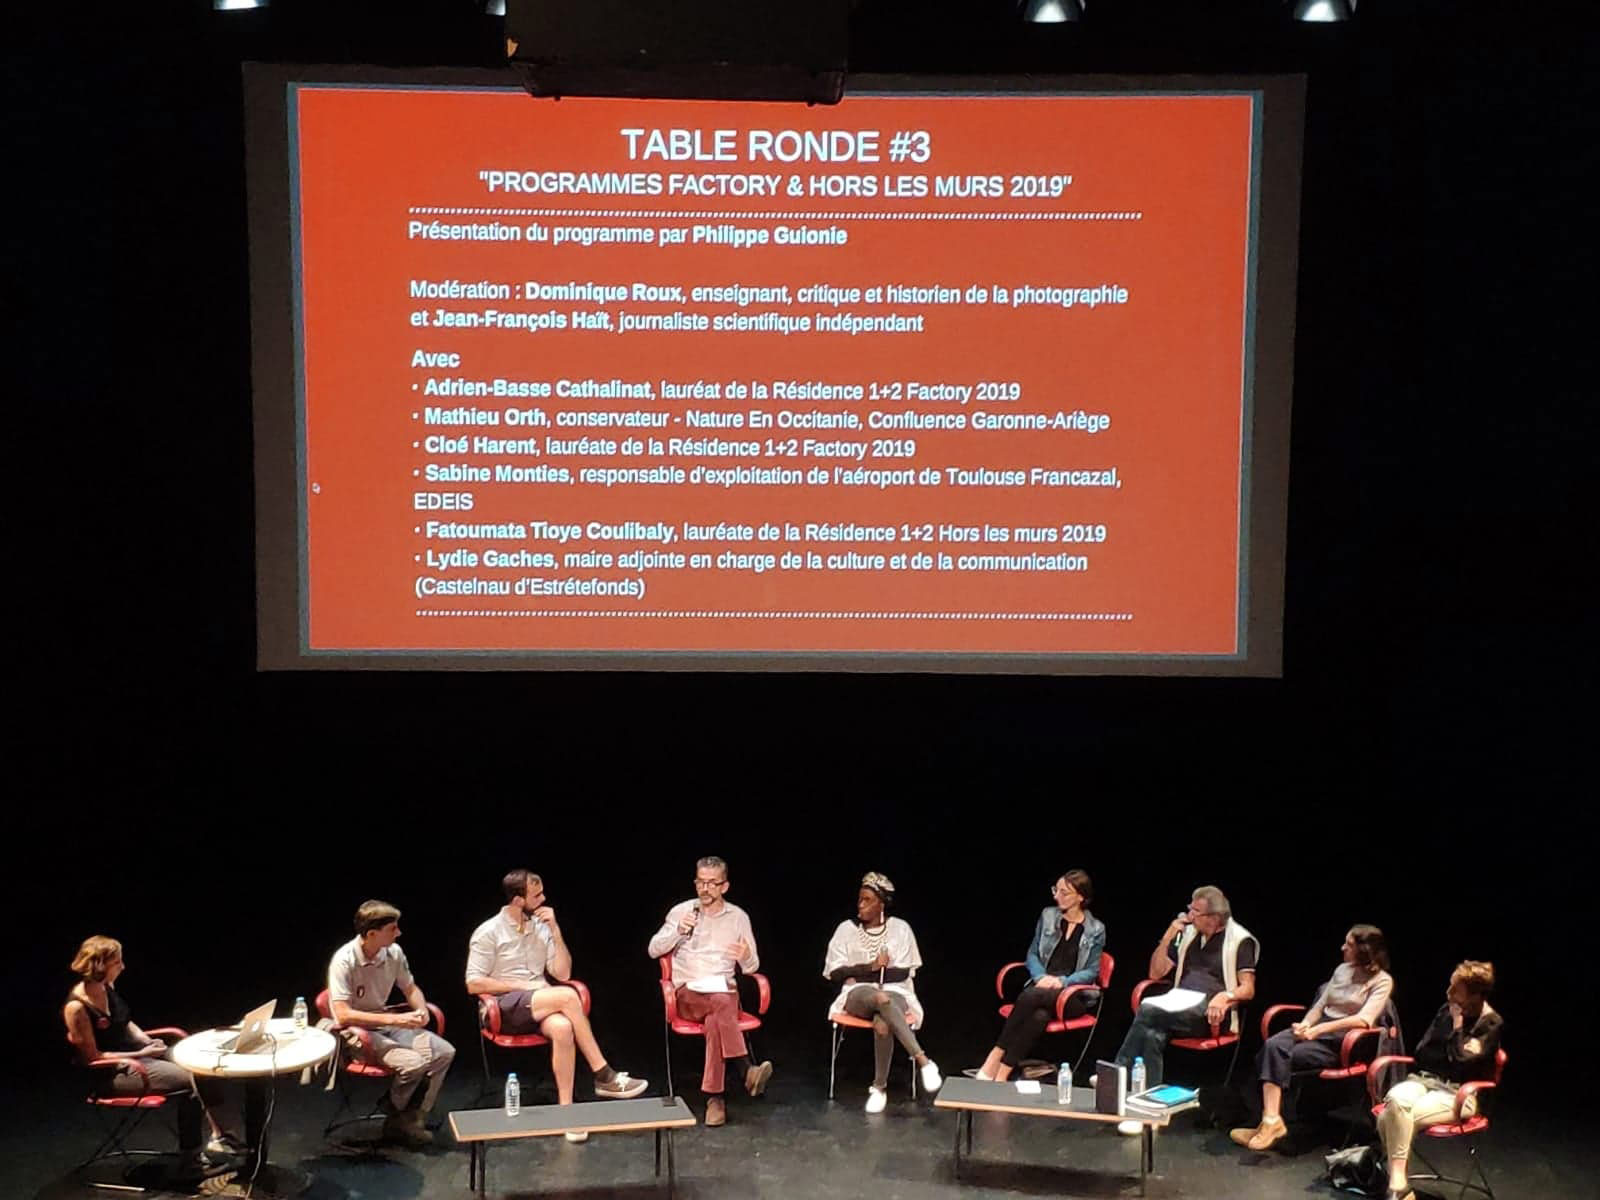 TABLE RONDE #3
"PROGRAMMES FACTORY & HORS LES MURS 2019"
Présentation du programme par Philippe Guionie
Modération : Dominique Roux, enseignant, critique et historien de la photographie
et Jean-François Haït, journaliste scientifique indépendant
Avec
· Adrien-Basse Cathalinat, lauréat de la Résidence 1+2 Factory 2019
· Mathieu Orth, conservateur - Nature En Occitanie, Confluence Garonne-Ariège
· Cloé Harent, lauréate de la Résidence 1+2 Factory 2019
· Sabine Monties, responsable d'exploitation de l'aéroport de Toulouse Francazal,
EDEIS
· Fatoumata Tioye Coulibaly, lauréate de la Résidence 1+2 Hors les murs 2019
· Lydie Gaches, maire adjointe en charge de la culture et de la communication
(Castelnau d'Estrétefonds)